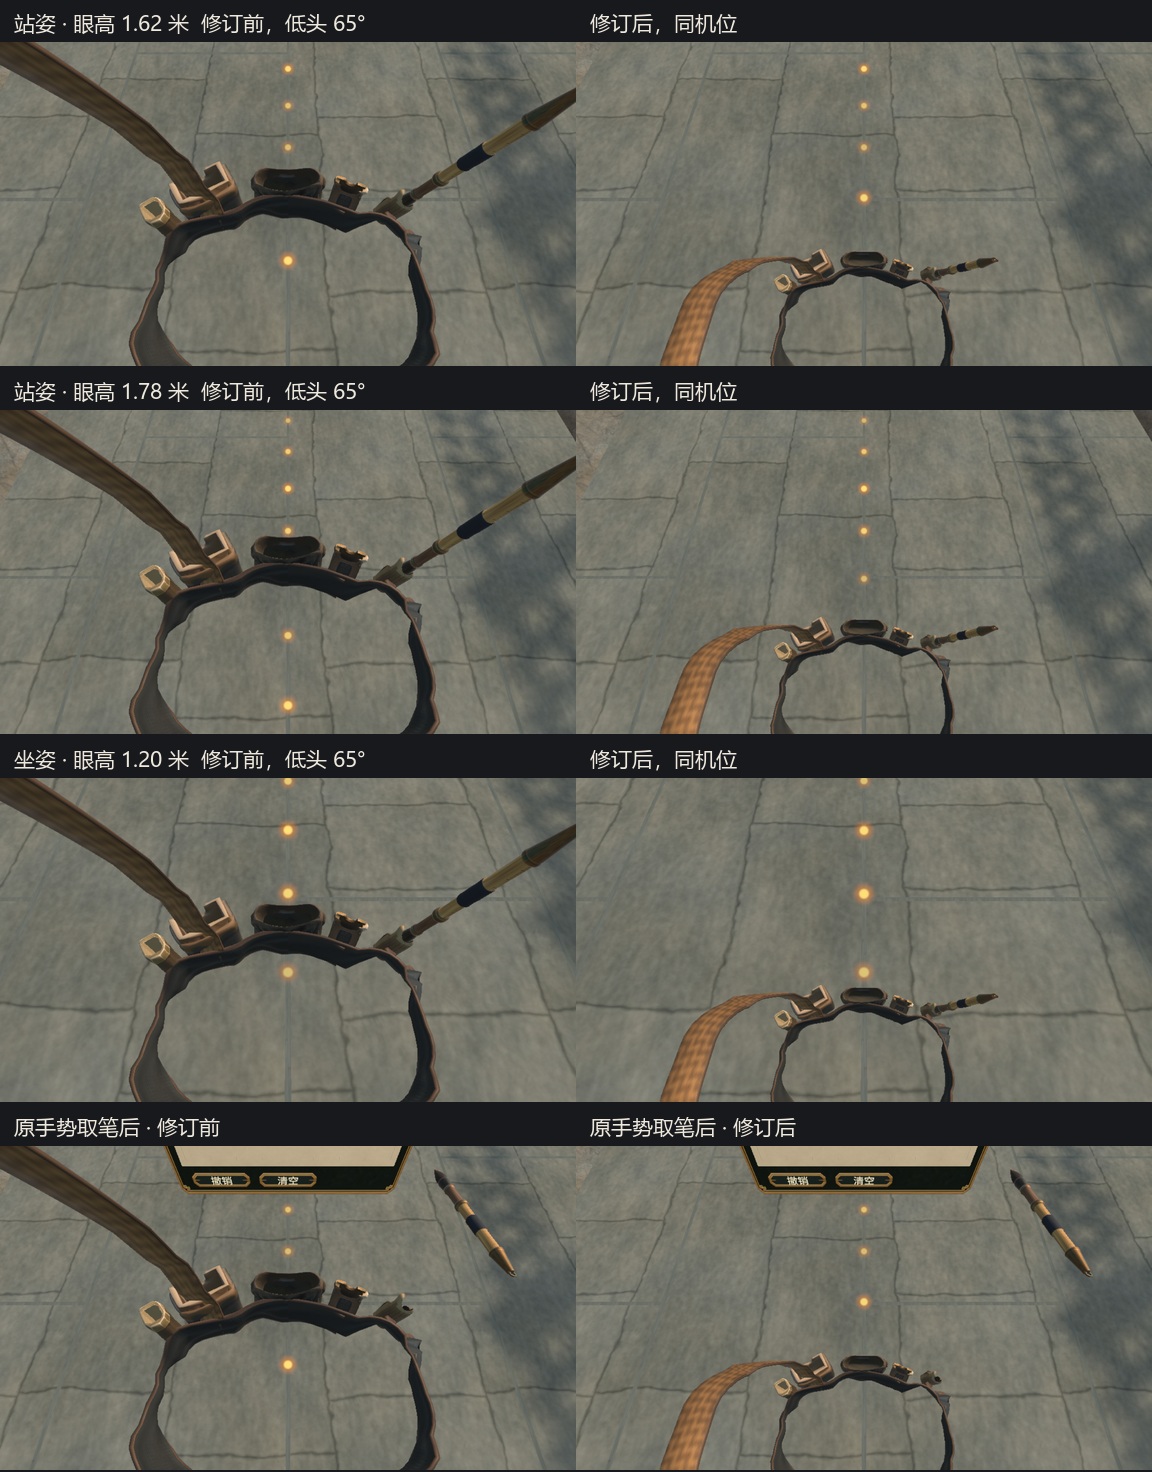 站姿 · 眼高 1.62 米 修订前，低头 65°
修订后，同机位
站姿 · 眼高 1.78 米 修订前，低头 65°
修订后，同机位
坐姿 · 眼高 1.20 米 修订前，低头 65°
修订后，同机位
原手势取笔后 · 修订前
原手势取笔后 · 修订后
撤销 清空
撤销 清空